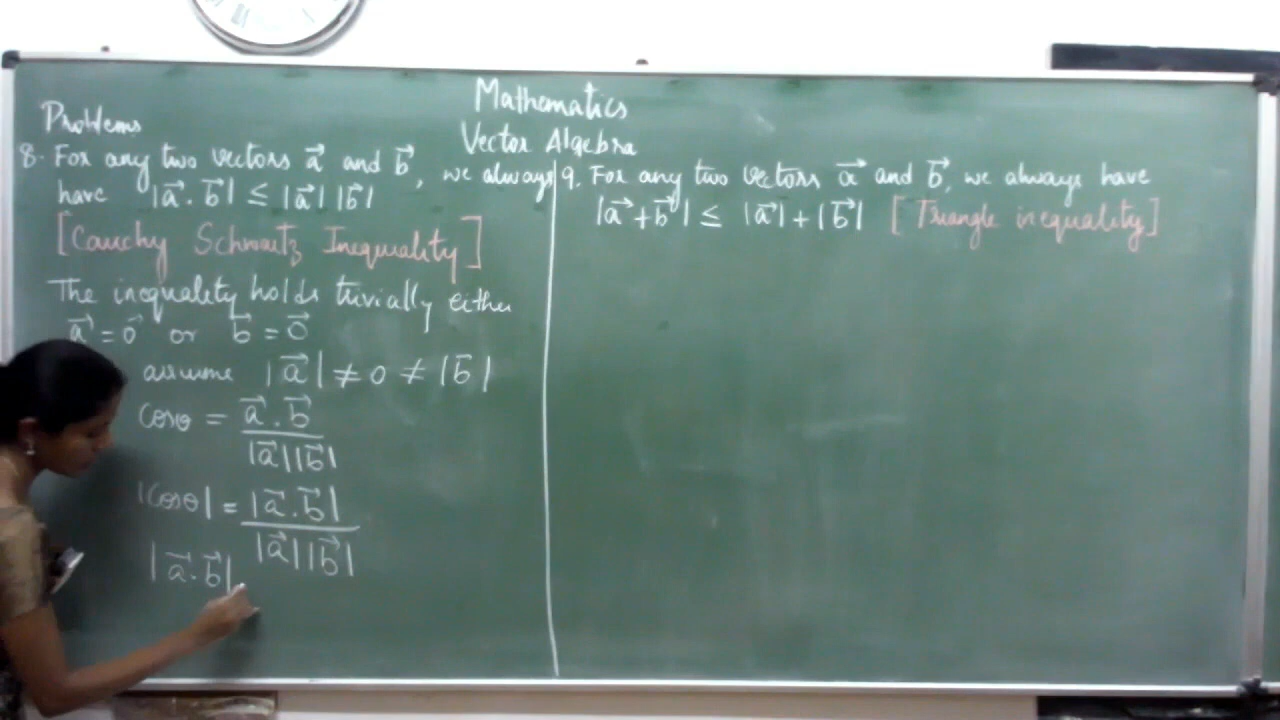 Mathematics
Vector Algebra
Problems
8. For any two vectors a⃗ and b⃗, we always
have |a⃗ . b⃗| ≤ |a⃗| |b⃗|
[Cauchy Schwartz Inequality]
The inequality holds trivially either
a⃗ = 0⃗ or b⃗ = 0⃗
assume |a⃗| ≠ 0 ≠ |b⃗|
Cosθ = a⃗ . b⃗ / |a⃗| |b⃗|
|Cosθ| = |a⃗ . b⃗| / |a⃗| |b⃗|
|a⃗ . b⃗|
9. For any two vectors a⃗ and b⃗, we always have
|a⃗ + b⃗| ≤ |a⃗| + |b⃗| [Triangle inequality]